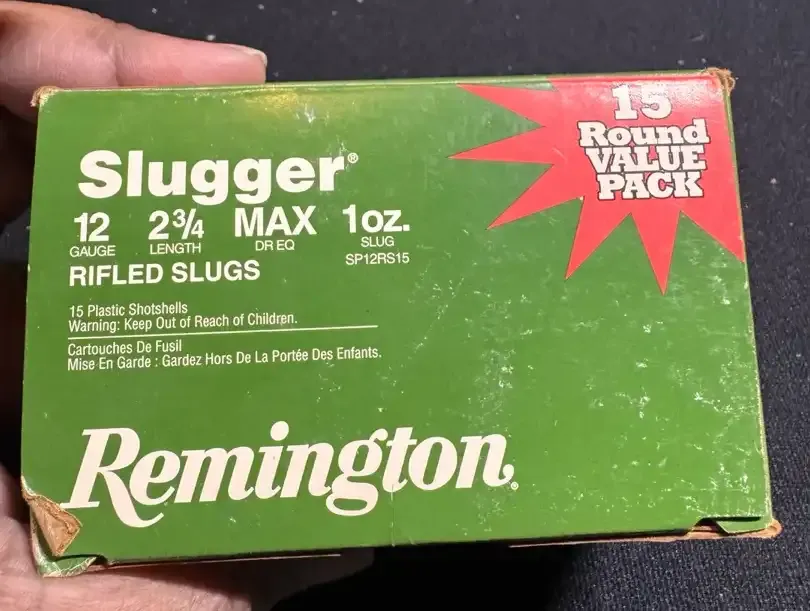 15
Round
VALUE
PACK
Slugger®
12 2¾ MAX 1oz.
GAUGE LENGTH DR EQ SLUG
SP12RS15
RIFLED SLUGS
15 Plastic Shotshells
Warning: Keep Out of Reach of Children.
Cartouches De Fusil
Mise En Garde : Gardez Hors De La Portée Des Enfants.
Remington®